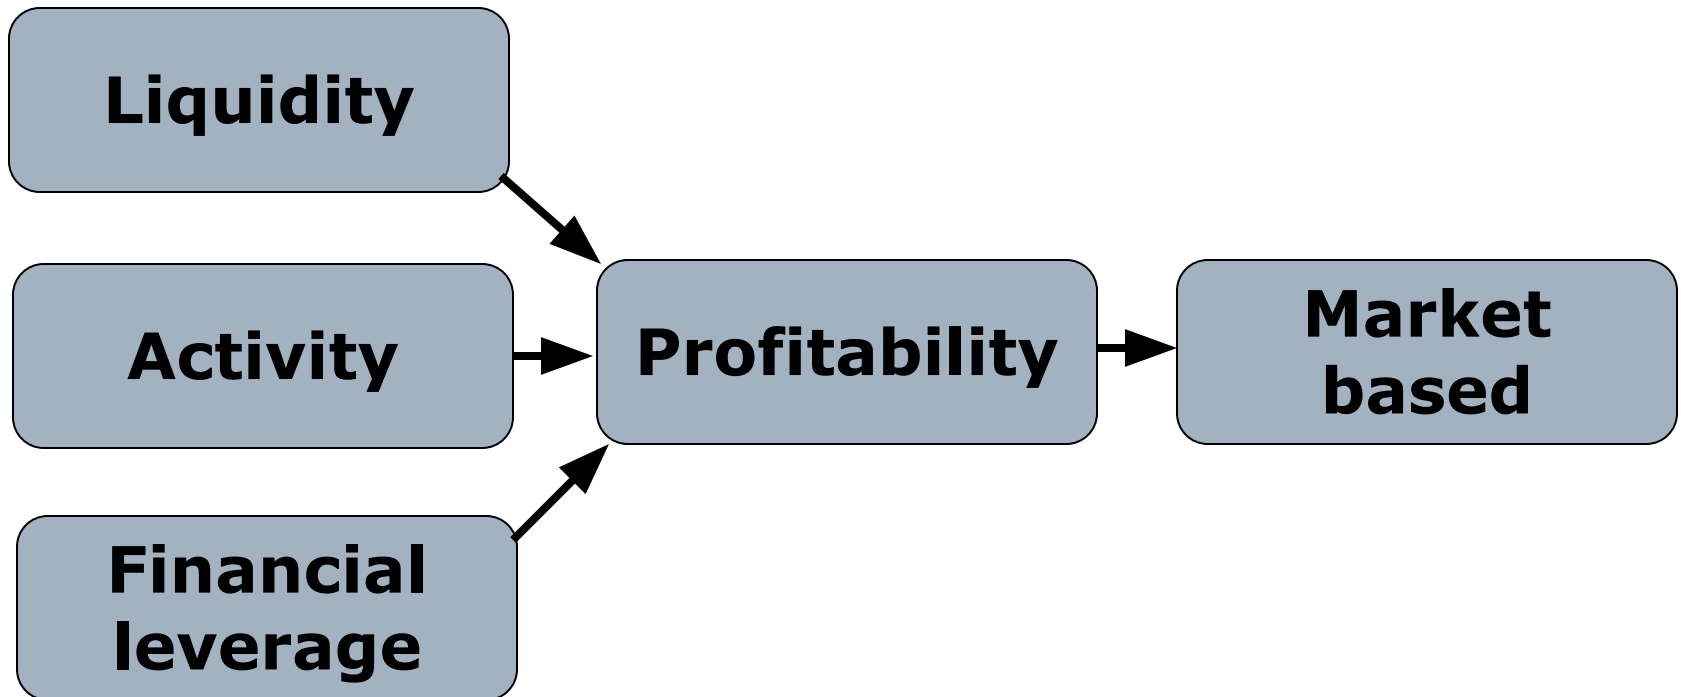 Liquidity
Activity
Financial
leverage
Profitability
Market
based